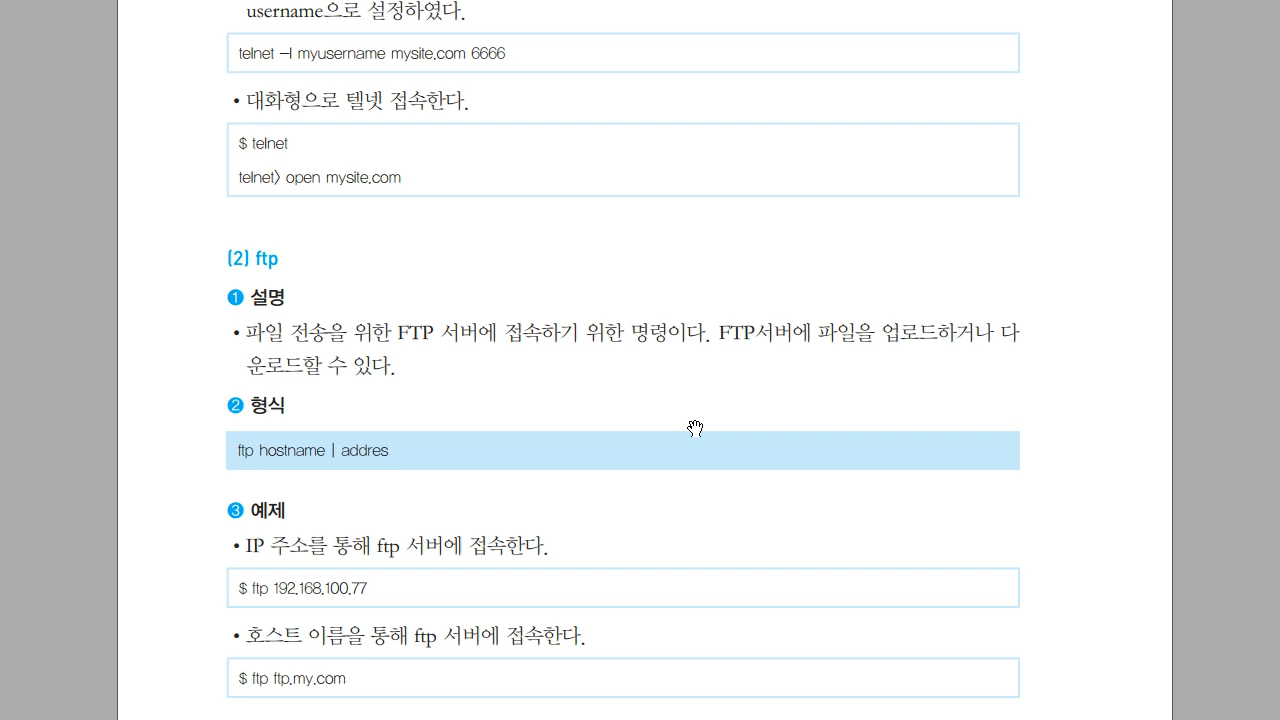 username으로 설정하였다.
telnet –l myusername mysite.com 6666
• 대화형으로 텔넷 접속한다.
$ telnet
telnet> open mysite.com
(2) ftp
❶ 설명
• 파일 전송을 위한 FTP 서버에 접속하기 위한 명령이다. FTP서버에 파일을 업로드하거나 다
운로드할 수 있다.
❷ 형식
ftp hostname | addres
❸ 예제
• IP 주소를 통해 ftp 서버에 접속한다.
$ ftp 192.168.100.77
• 호스트 이름을 통해 ftp 서버에 접속한다.
$ ftp ftp.my.com